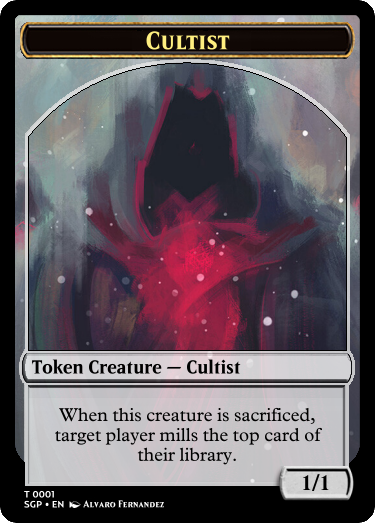 Cultist
Token Creature — Cultist
When this creature is sacrificed,
target player mills the top card of
their library.
1/1
T 0001
SGP • EN Alvaro Fernandez